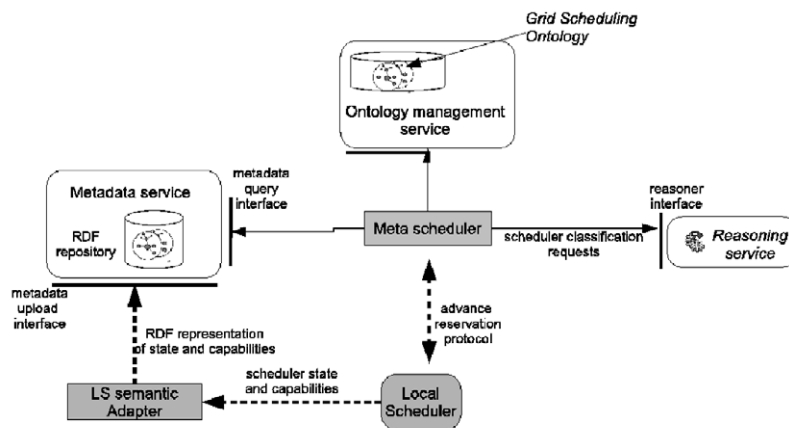 Grid Scheduling
Ontology
Ontology management
service
Metadata service
RDF
repository
metadata
query
interface
Meta scheduler
reasoner
interface
Reasoning
service
scheduler classification
requests
metadata
upload
interface
RDF representation
of state and capabilities
advance
reservation
protocol
scheduler state
and capabilities
LS semantic
Adapter
Local
Scheduler